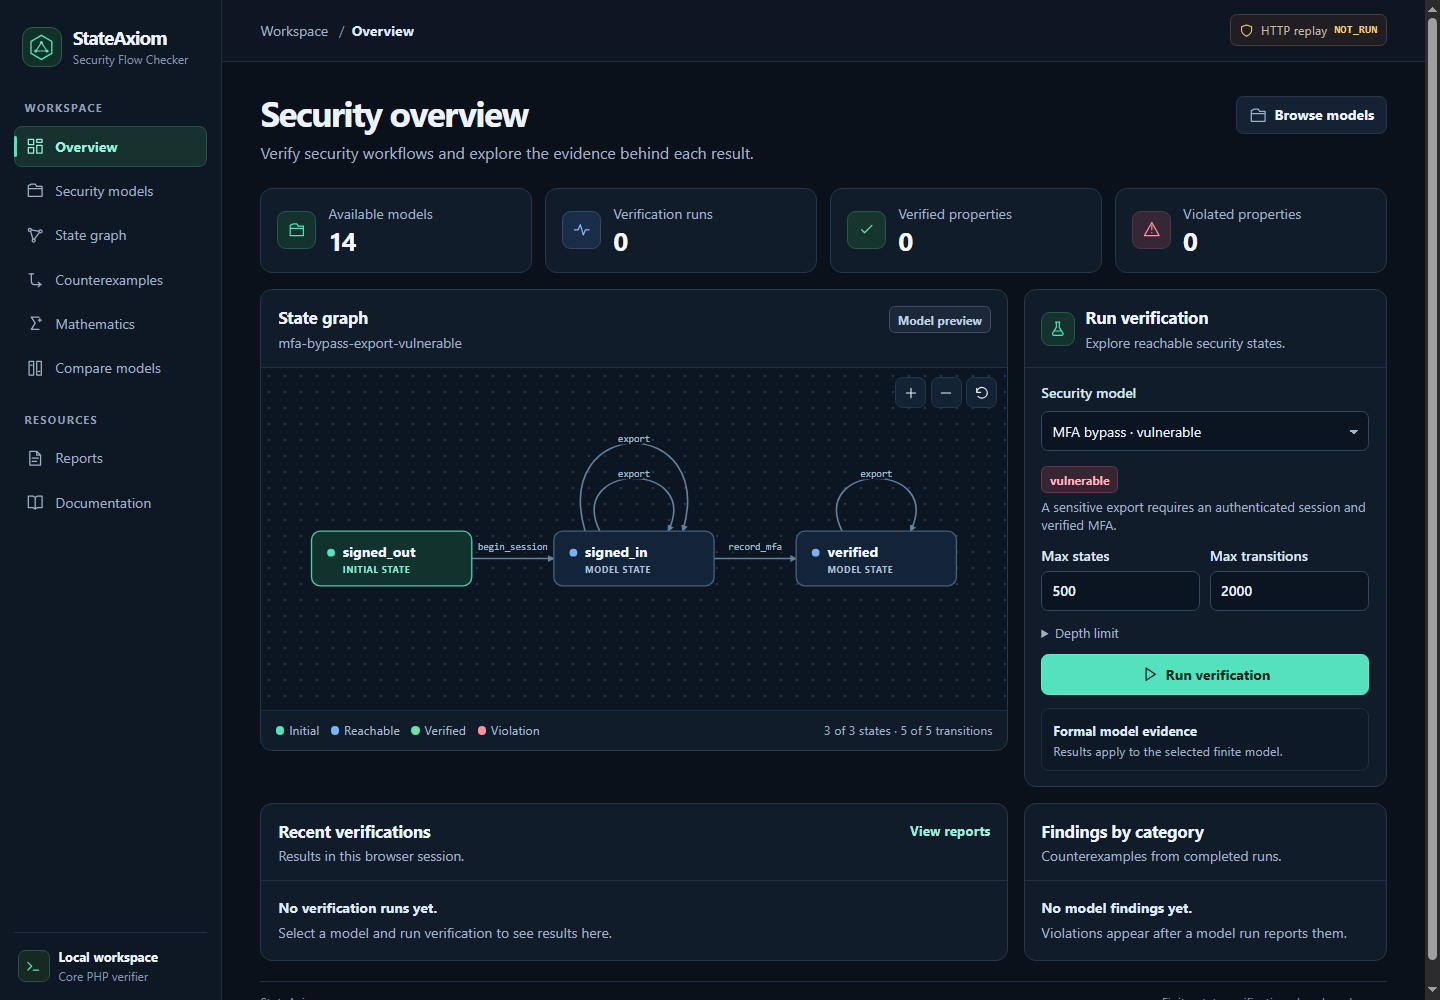 StateAxiom
Security Flow Checker
WORKSPACE
Overview
Security models
State graph
Counterexamples
Mathematics
Compare models
RESOURCES
Reports
Documentation
Local workspace
Core PHP verifier
Workspace / Overview
HTTP replay NOT_RUN
Security overview
Verify security workflows and explore the evidence behind each result.
Browse models
Available models
14
Verification runs
0
Verified properties
0
Violated properties
0
State graph
mfa-bypass-export-vulnerable
Model preview
export
export
export
signed_out
INITIAL STATE
begin_session
signed_in
MODEL STATE
record_mfa
verified
MODEL STATE
Initial
Reachable
Verified
Violation
3 of 3 states · 5 of 5 transitions
Run verification
Explore reachable security states.
Security model
MFA bypass · vulnerable
vulnerable
A sensitive export requires an authenticated session and
verified MFA.
Max states
Max transitions
500
2000
Depth limit
Run verification
Formal model evidence
Results apply to the selected finite model.
Recent verifications
Results in this browser session.
View reports
No verification runs yet.
Select a model and run verification to see results here.
Findings by category
Counterexamples from completed runs.
No model findings yet.
Violations appear after a model run reports them.